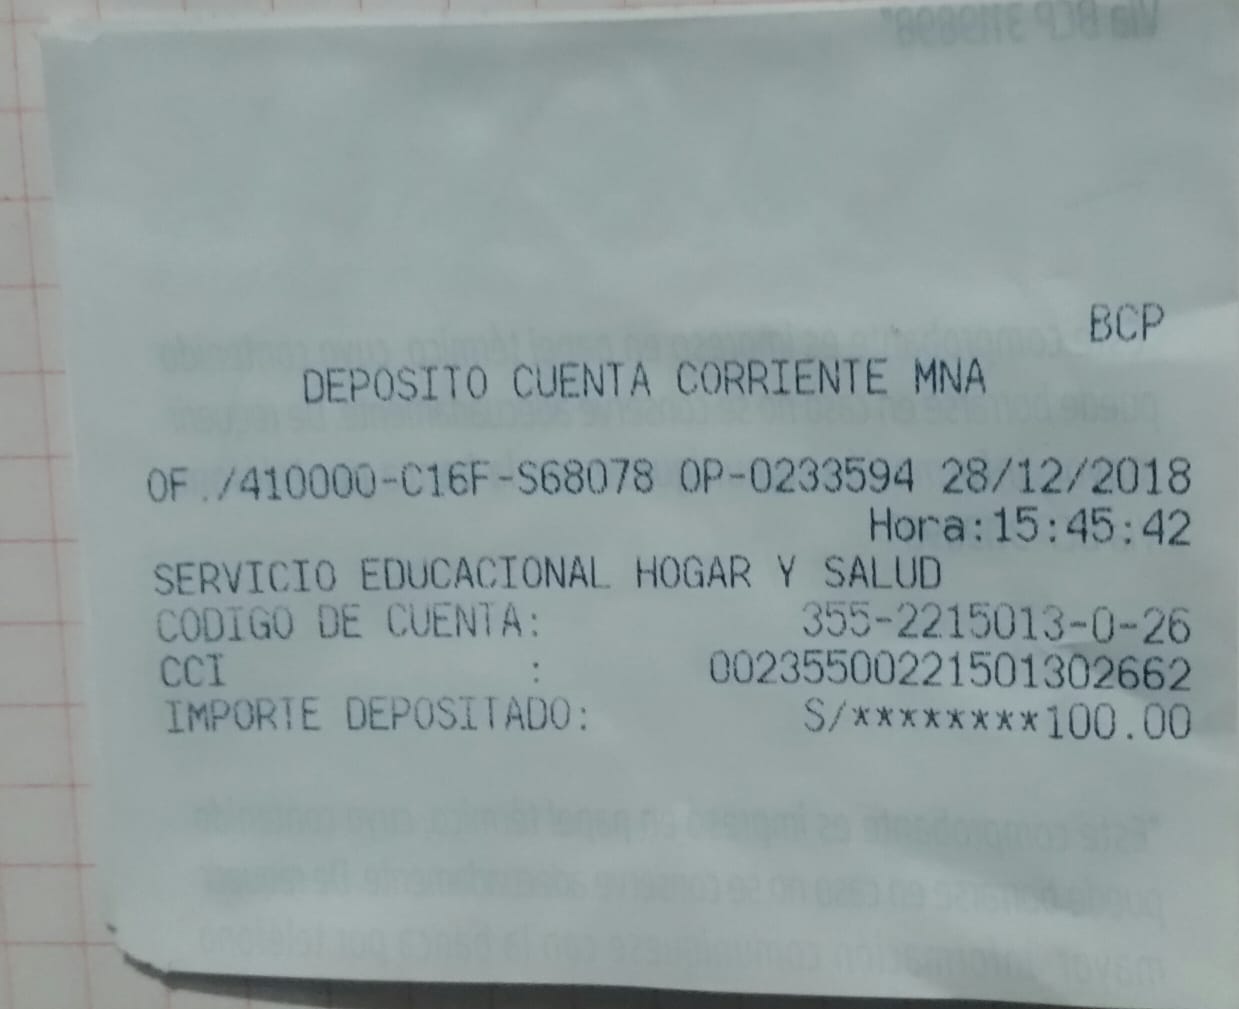 BCP
DEPOSITO CUENTA CORRIENTE MNA
OF./410000-C16F-S68078 OP-0233594 28/12/2018
Hora:15:45:42
SERVICIO EDUCACIONAL HOGAR Y SALUD
CODIGO DE CUENTA: 355-2215013-0-26
CCI : 00235500221501302662
IMPORTE DEPOSITADO: S/********100.00